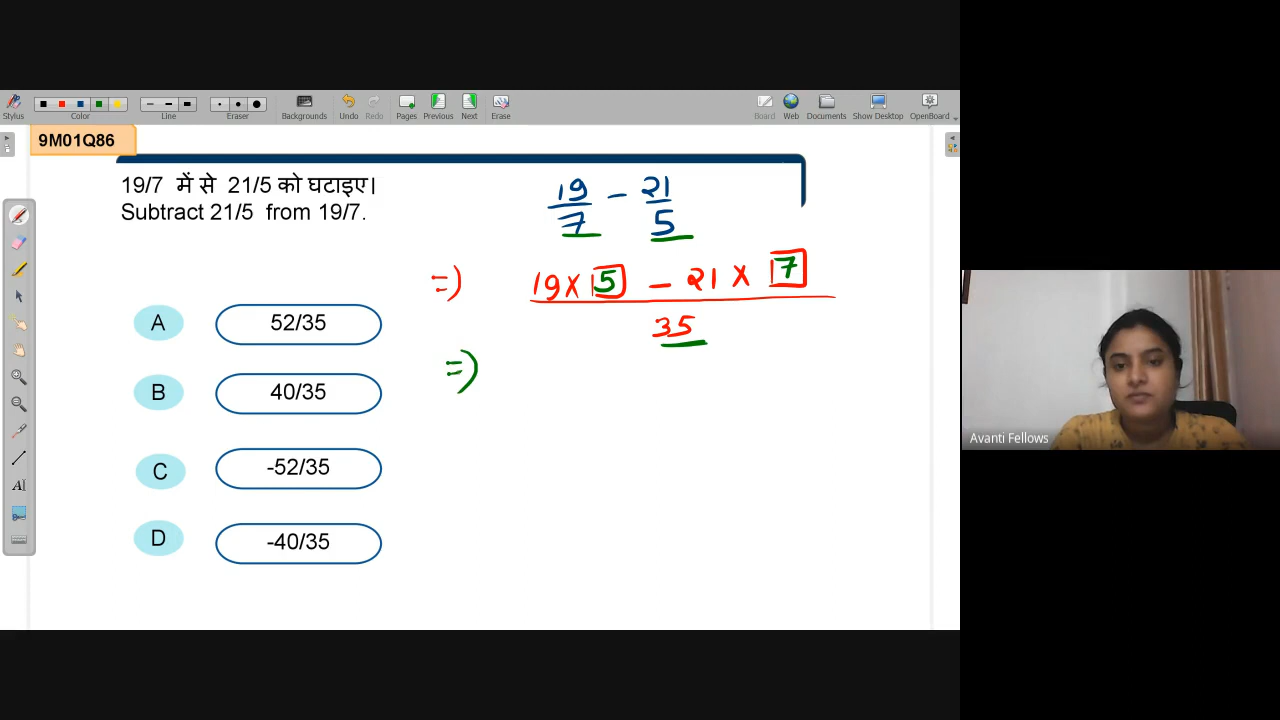 Stylus
Color
Line
Eraser
Backgrounds
Undo
Redo
Pages
Previous
Next
Erase
Board
Web
Documents
Show Desktop
OpenBoard
9M01Q86
19/7 में से 21/5 को घटाइए।
Subtract 21/5 from 19/7.
19/7 - 21/5
=) 19 x 5 - 21 x 7
35
=)
A 52/35
B 40/35
C -52/35
D -40/35
Avanti Fellows